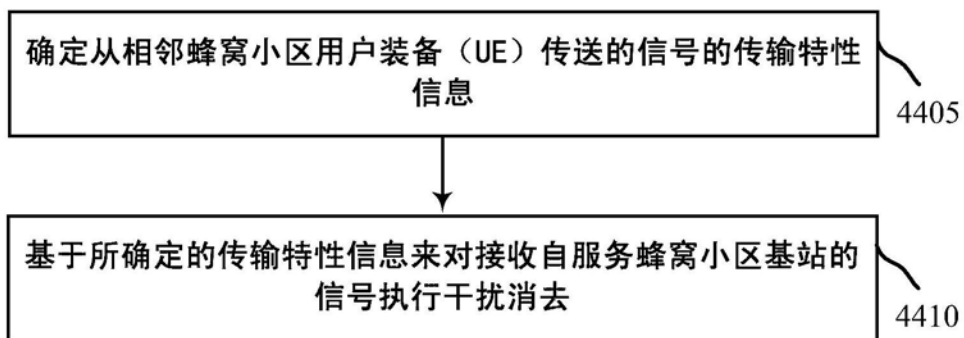 确定从相邻蜂窝小区用户装备（UE）传送的信号的传输特性
信息
4405
基于所确定的传输特性信息来对接收自服务蜂窝小区基站的
信号执行干扰消去
4410